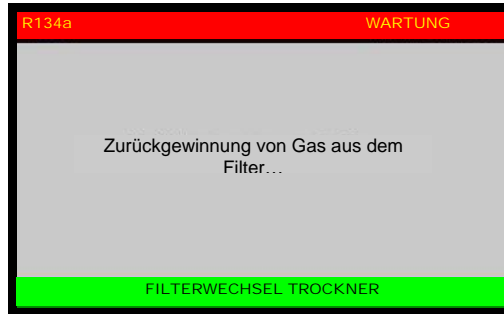 R134a WARTUNG
Zurückgewinnung von Gas aus dem
Filter…
FILTERWECHSEL TROCKNER